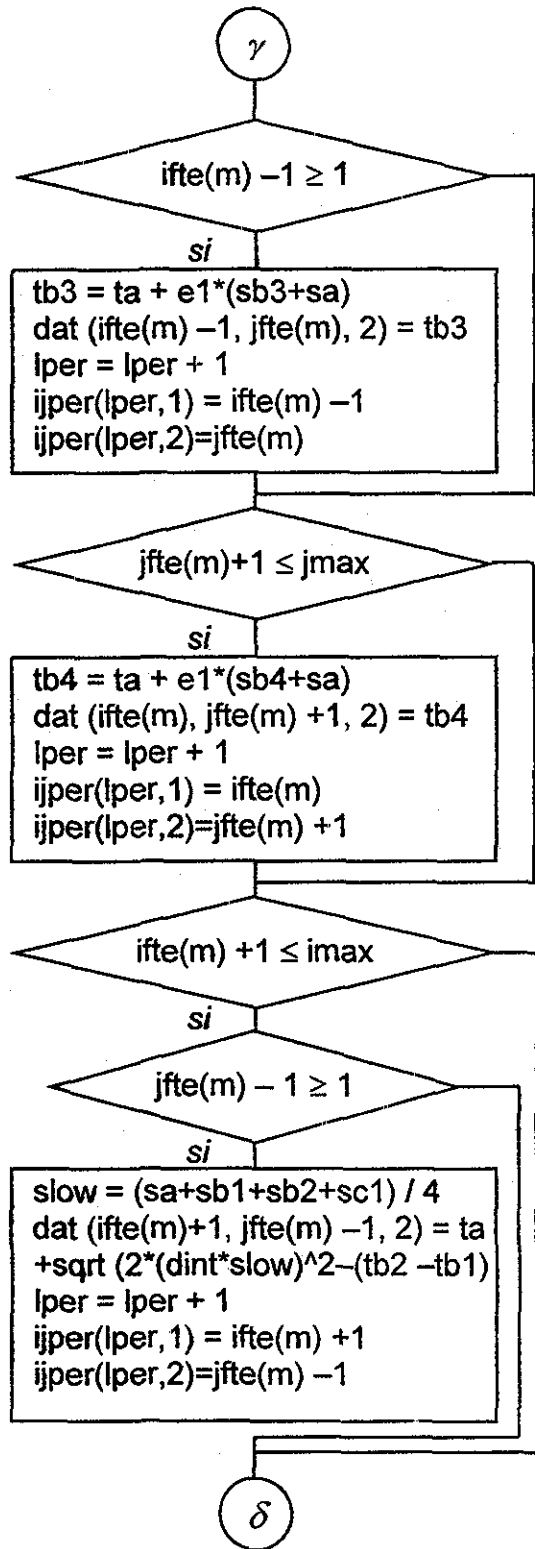 γ
ifte(m) –1 ≥ 1
si
tb3 = ta + e1*(sb3+sa)
dat (ifte(m) –1, jfte(m), 2) = tb3
lper = lper + 1
ijper(lper,1) = ifte(m) –1
ijper(lper,2)=jfte(m)
jfte(m)+1 ≤ jmax
si
tb4 = ta + e1*(sb4+sa)
dat (ifte(m), jfte(m) +1, 2) = tb4
lper = lper + 1
ijper(lper,1) = ifte(m)
ijper(lper,2)=jfte(m) +1
ifte(m) +1 ≤ imax
si
jfte(m) – 1 ≥ 1
si
slow = (sa+sb1+sb2+sc1) / 4
dat (ifte(m)+1, jfte(m) –1, 2) = ta
+sqrt (2*(dint*slow)^2–(tb2 –tb1)
lper = lper + 1
ijper(lper,1) = ifte(m) +1
ijper(lper,2)=jfte(m) –1
δ